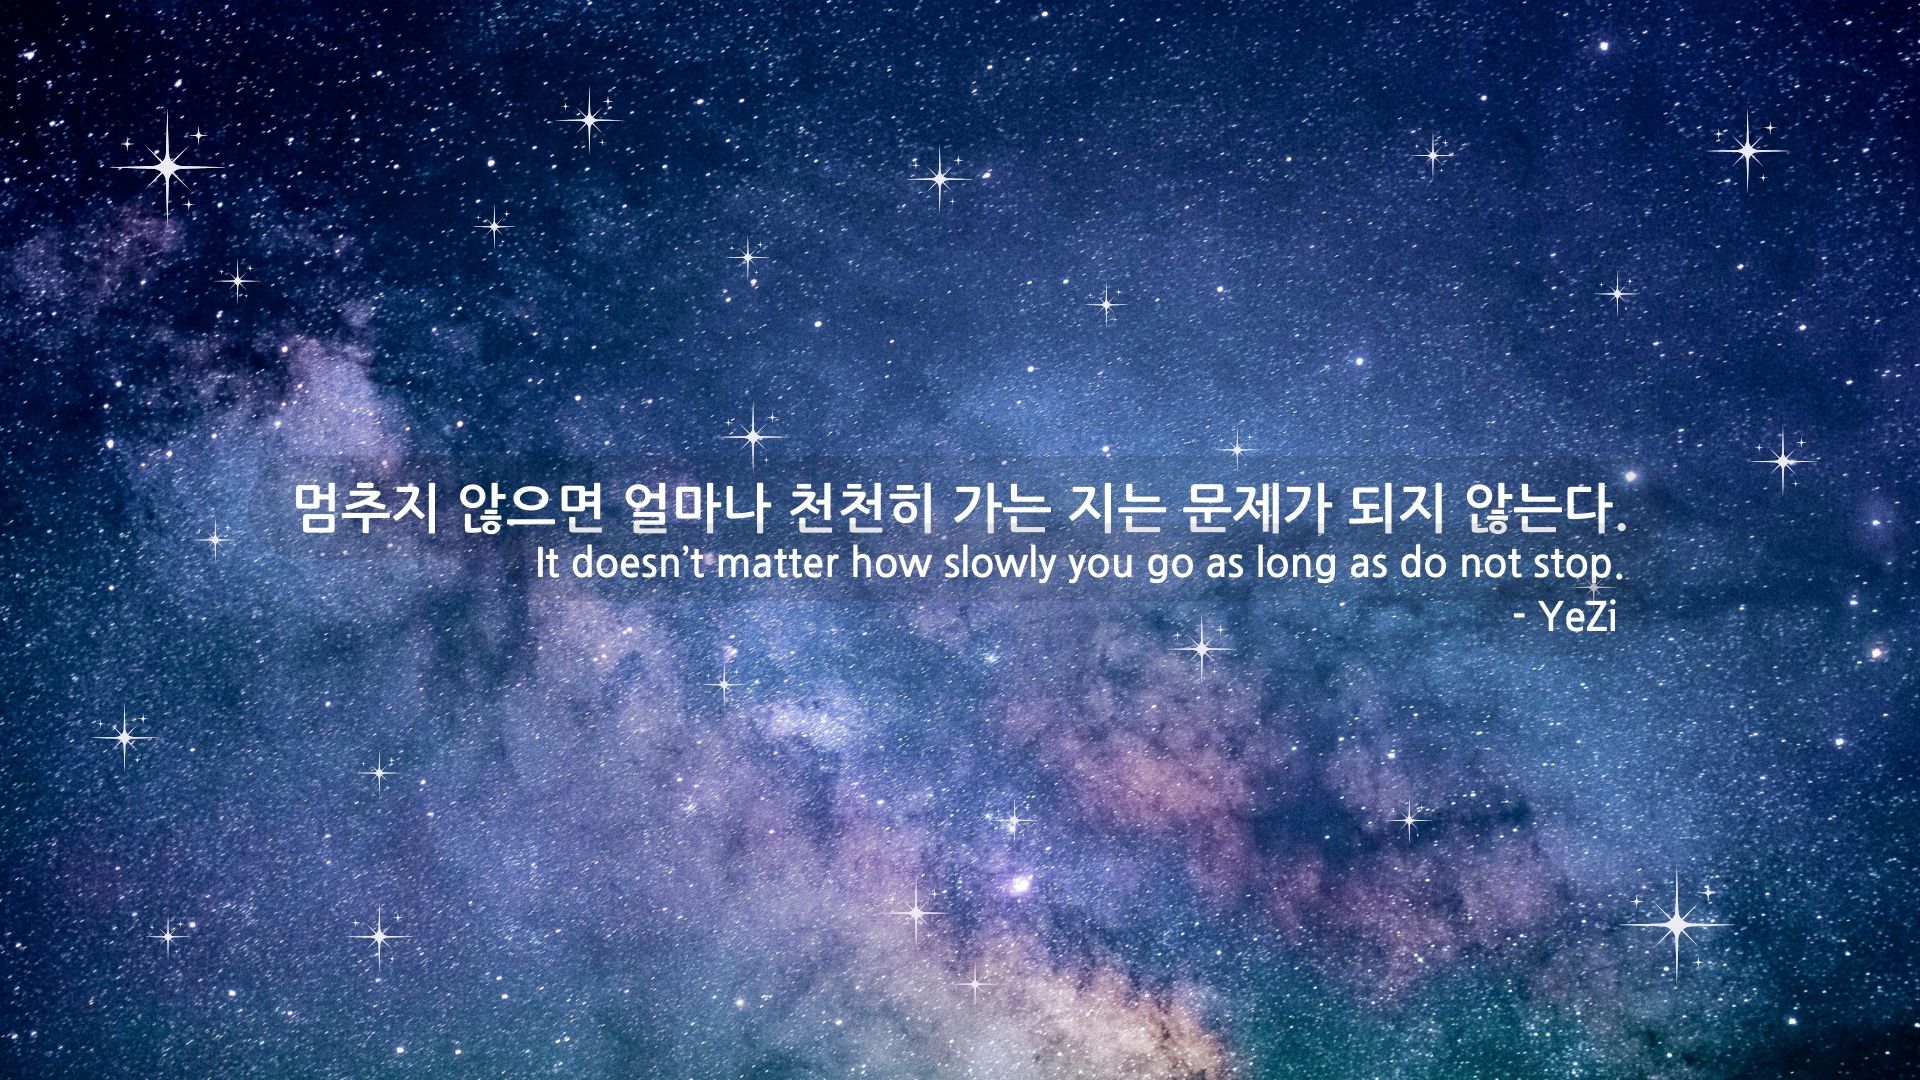 멈추지 않으면 얼마나 천천히 가는 지는 문제가 되지 않는다.
It doesn't matter how slowly you go as long as do not stop.
- YeZi